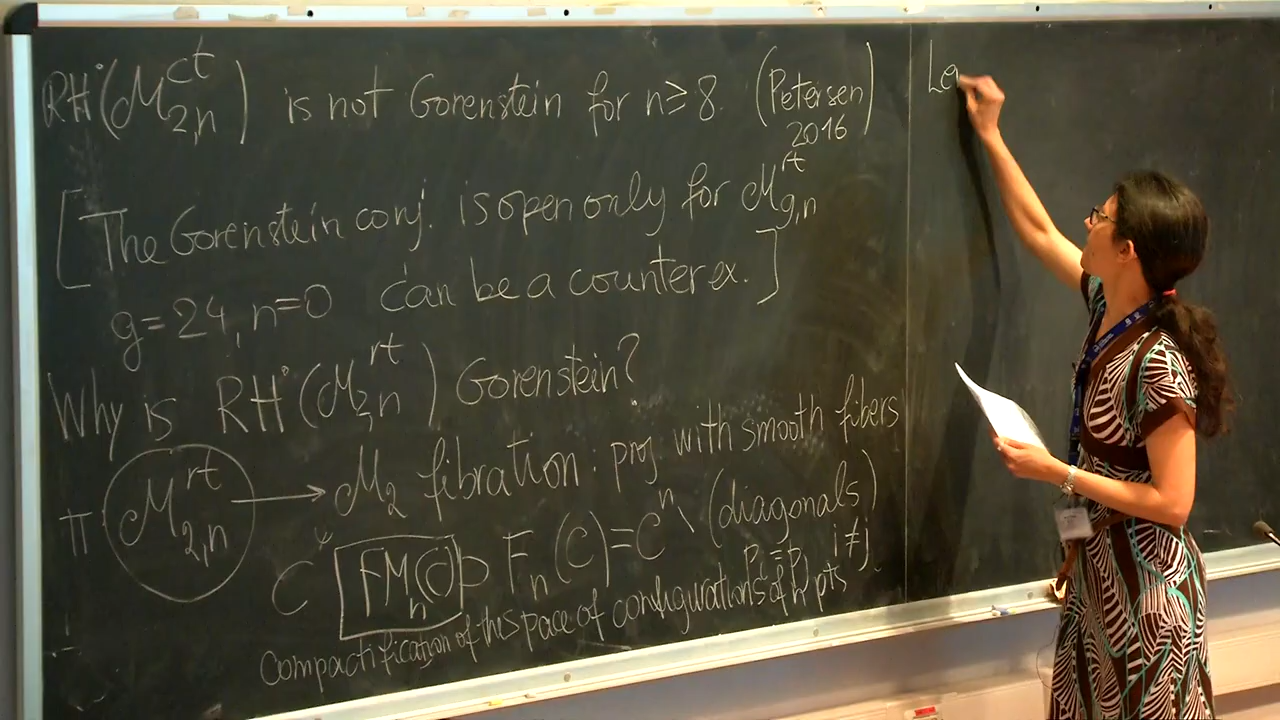 RH•(M^ct_2,n) is not Gorenstein for n≥8. (Petersen 2016)
[The Gorenstein conj. is open only for M^rt_g,n
g=24, n=0 can be a counter ex.]
Why is RH•(M^rt_2,n) Gorenstein?
π: M^rt_2,n → M_2 fibration: proj. with smooth fibers
C FM_n(C) ⊃ F_n(C)=C^n \ (diagonals)
P_i=P_j i≠j
Compactification of the space of configurations of n pts.
Le